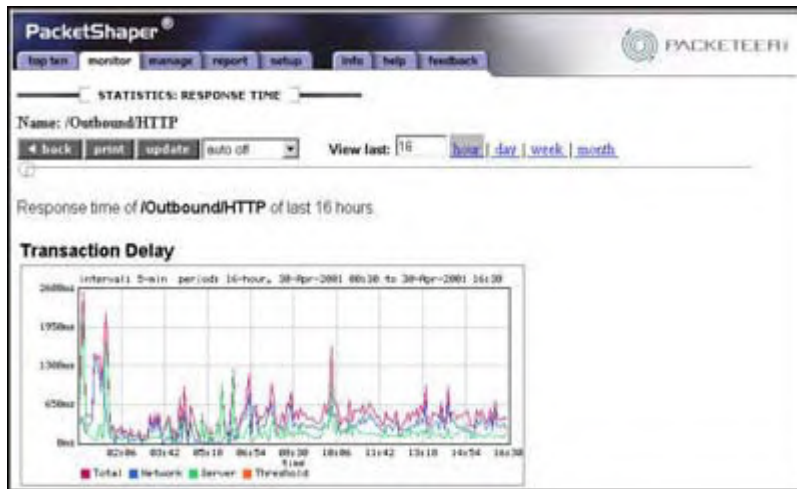 PacketShaper ®
PACKETEER
top ten monitor manage report setup info help feedback
STATISTICS: RESPONSE TIME
Name: /Outbound/HTTP
back print update auto off View last: 16 hour | day | week | month
Response time of /Outbound/HTTP of last 16 hours.
Transaction Delay
interval: 5-min period: 16-hour, 30-Apr-2001 00:30 to 30-Apr-2001 16:30
2600ms
1950ms
1300ms
650ms
0ms
02:06 03:42 05:18 06:54 08:30 10:06 11:42 13:18 14:54 16:30
time
Total Network Server Threshold